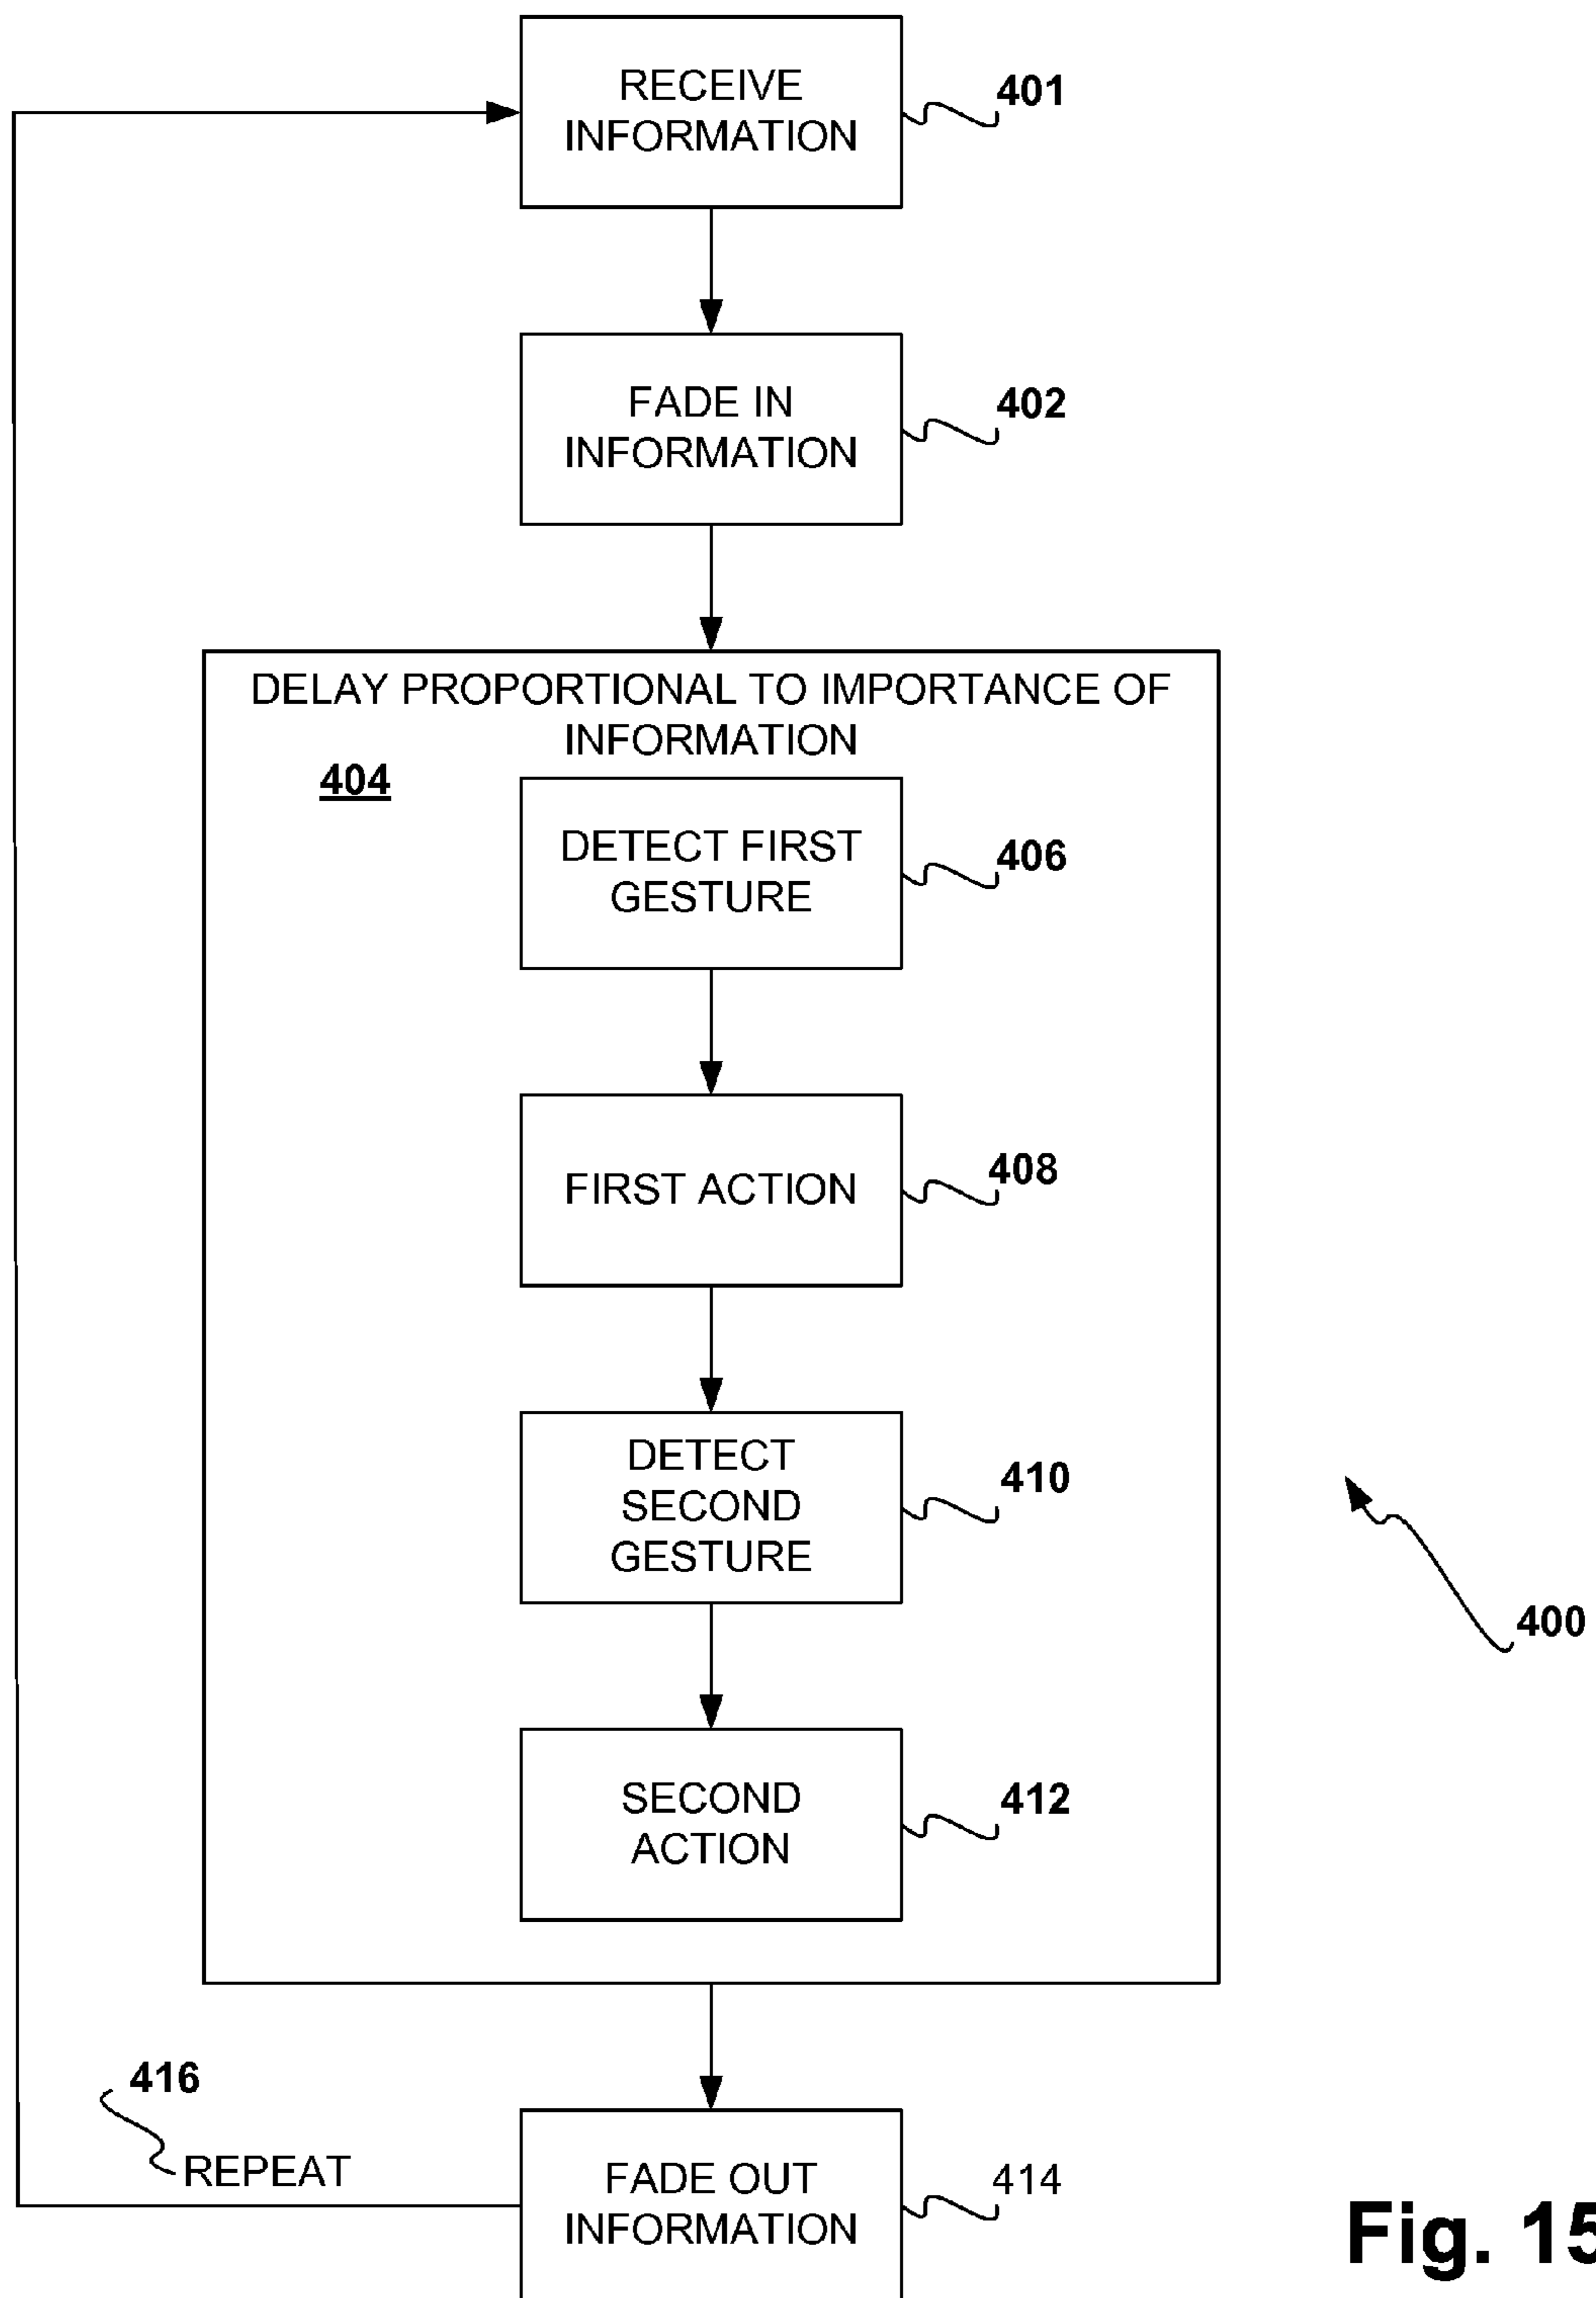 RECEIVE
INFORMATION
401
FADE IN
INFORMATION
402
DELAY PROPORTIONAL TO IMPORTANCE OF
INFORMATION
404
DETECT FIRST
GESTURE
406
FIRST ACTION
408
DETECT
SECOND
GESTURE
410
400
SECOND
ACTION
412
416
REPEAT
FADE OUT
INFORMATION
414
Fig. 15